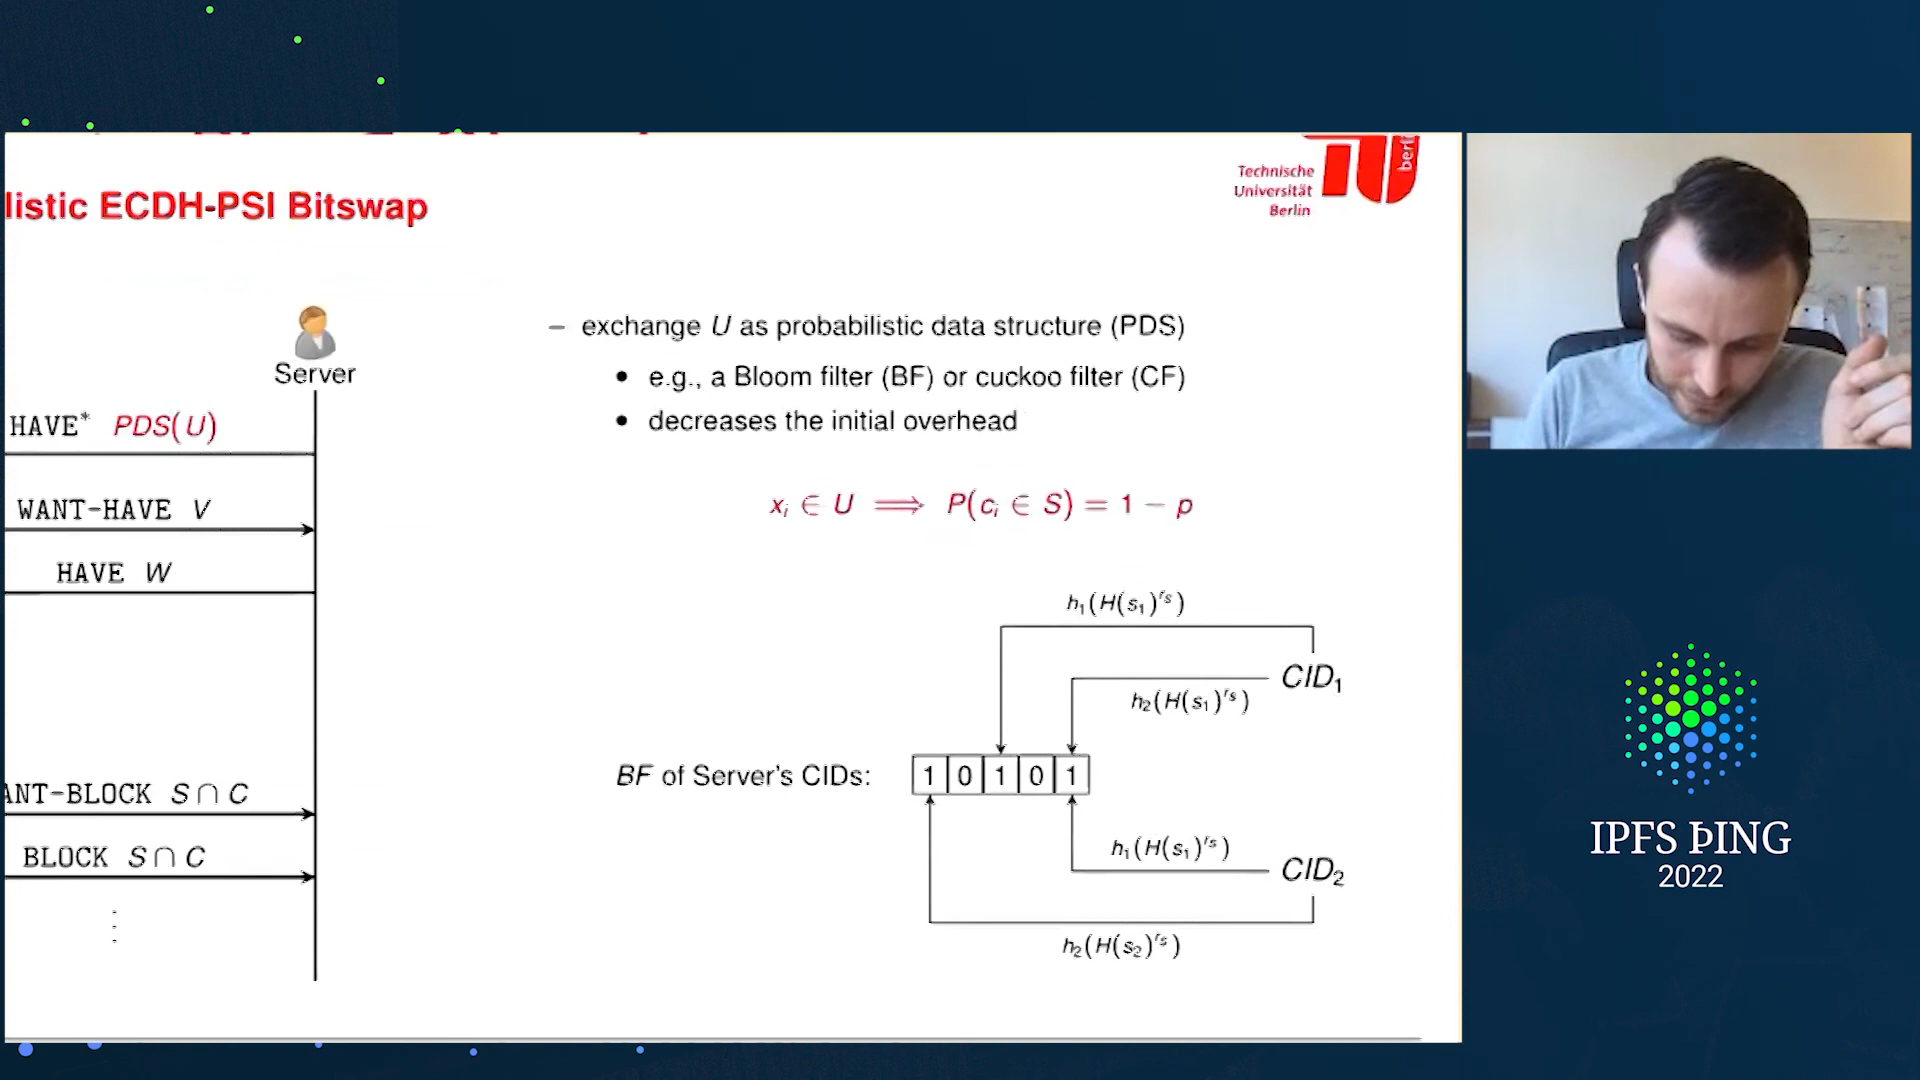 listic ECDH-PSI Bitswap
Technische
Universität
Berlin
berl
Server
HAVE* PDS(U)
WANT-HAVE V
HAVE W
ANT-BLOCK S ∩ C
BLOCK S ∩ C
⋮
– exchange U as probabilistic data structure (PDS)
• e.g., a Bloom filter (BF) or cuckoo filter (CF)
• decreases the initial overhead
xᵢ ∈ U ⟹ P(cᵢ ∈ S) = 1 − p
h₁(H(s₁)^rₛ)
CID₁
h₂(H(s₁)^rₛ)
BF of Server's CIDs: 1 0 1 0 1
h₁(H(s₁)^rₛ)
CID₂
h₂(H(s₂)^rₛ)
IPFS ÞING
2022